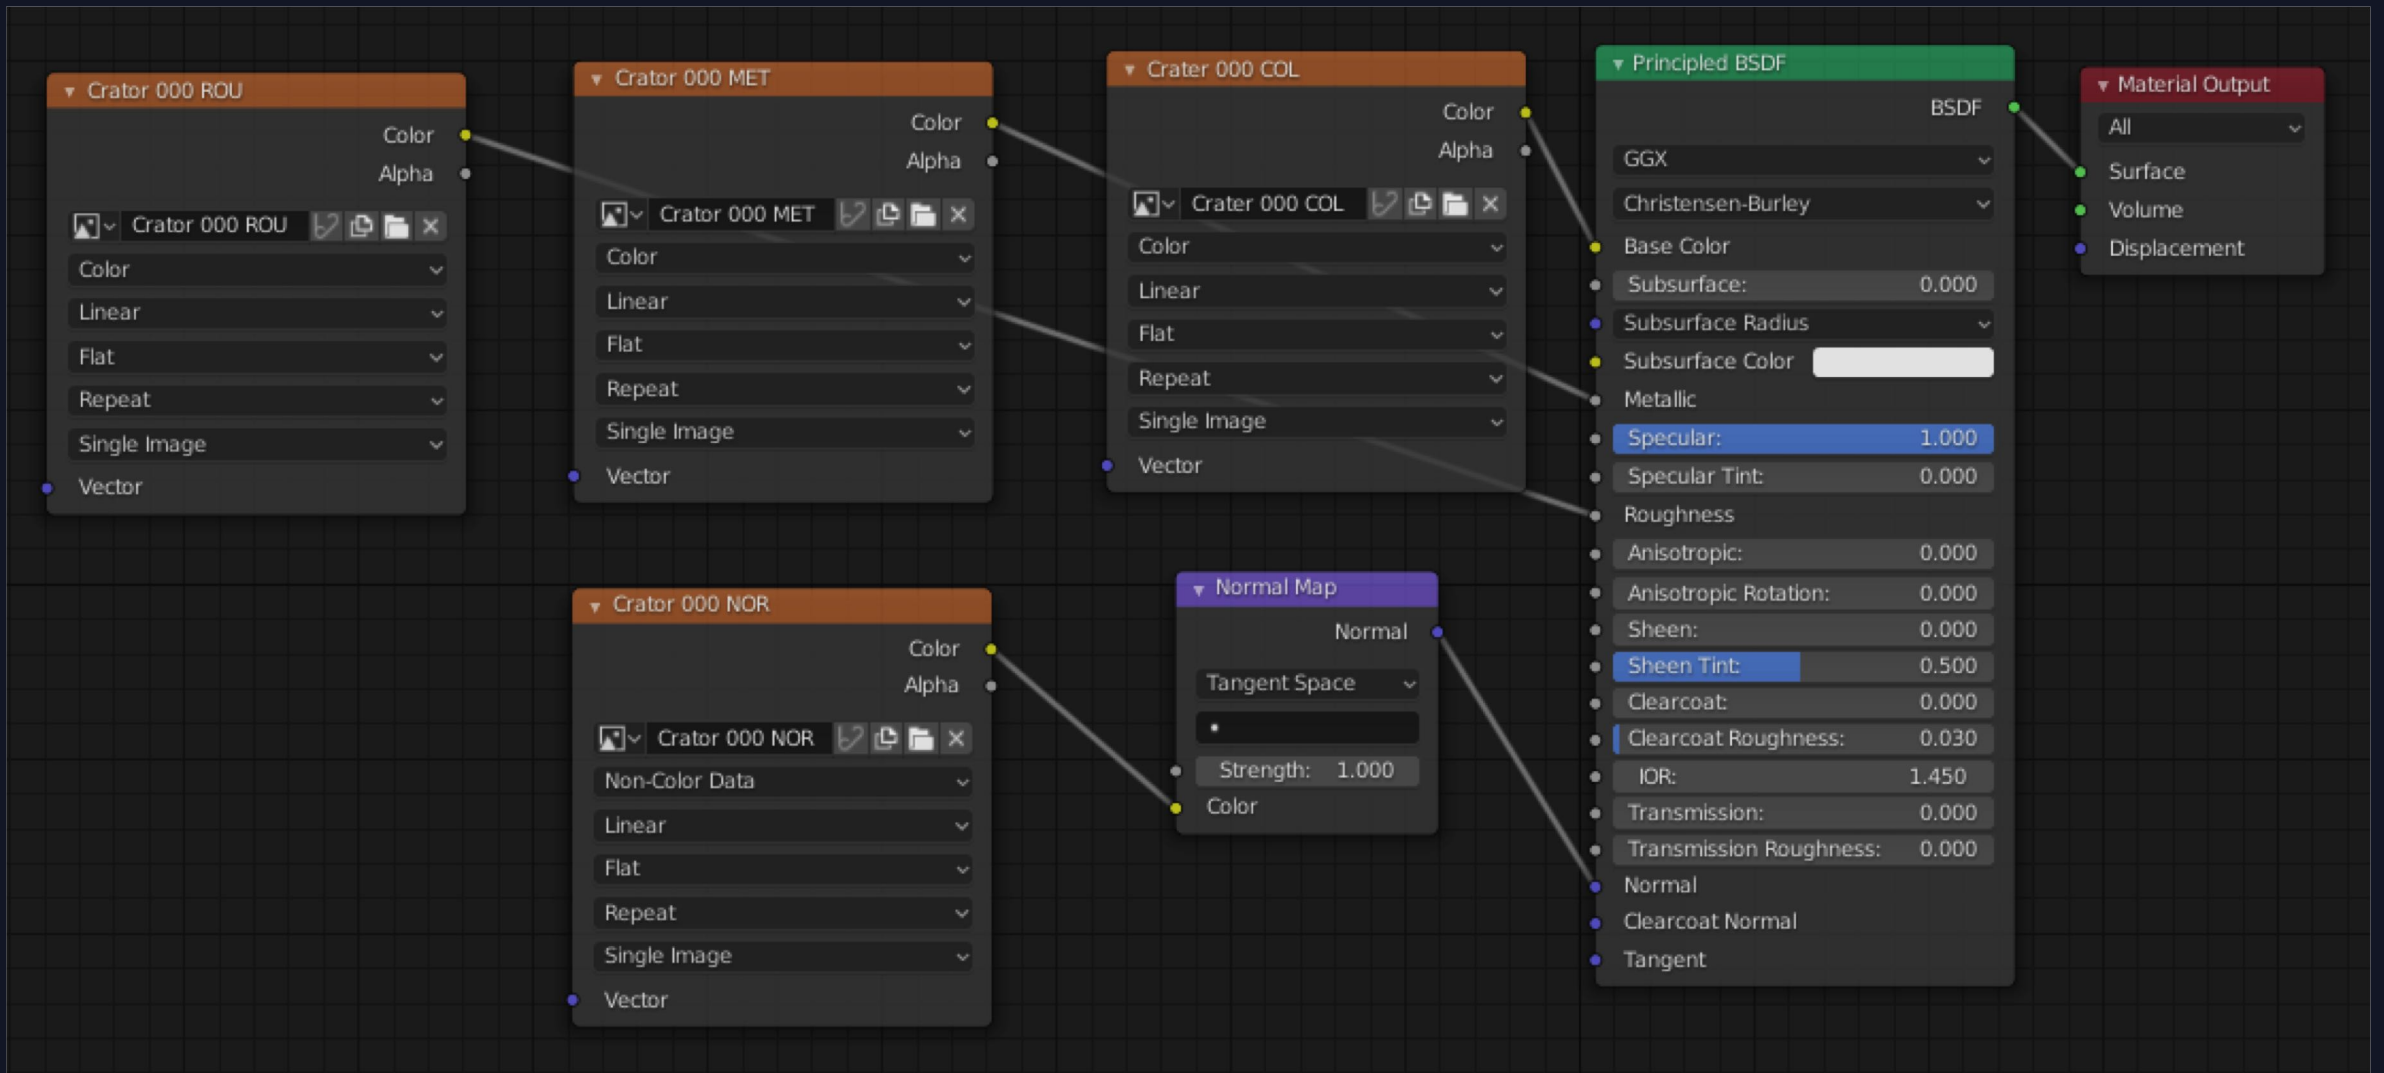 Crator 000 ROU
Color
Alpha
Crator 000 ROU
Color
Linear
Flat
Repeat
Single Image
Vector
Crator 000 MET
Color
Alpha
Crator 000 MET
Color
Linear
Flat
Repeat
Single Image
Vector
Crater 000 COL
Color
Alpha
Crater 000 COL
Color
Linear
Flat
Repeat
Single Image
Vector
Crator 000 NOR
Color
Alpha
Crator 000 NOR
Non-Color Data
Linear
Flat
Repeat
Single Image
Vector
Normal Map
Normal
Tangent Space
Strength: 1.000
Color
Principled BSDF
BSDF
GGX
Christensen-Burley
Base Color
Subsurface: 0.000
Subsurface Radius
Subsurface Color
Metallic
Specular: 1.000
Specular Tint: 0.000
Roughness
Anisotropic: 0.000
Anisotropic Rotation: 0.000
Sheen: 0.000
Sheen Tint: 0.500
Clearcoat: 0.000
Clearcoat Roughness: 0.030
IOR: 1.450
Transmission: 0.000
Transmission Roughness: 0.000
Normal
Clearcoat Normal
Tangent
Material Output
All
Surface
Volume
Displacement